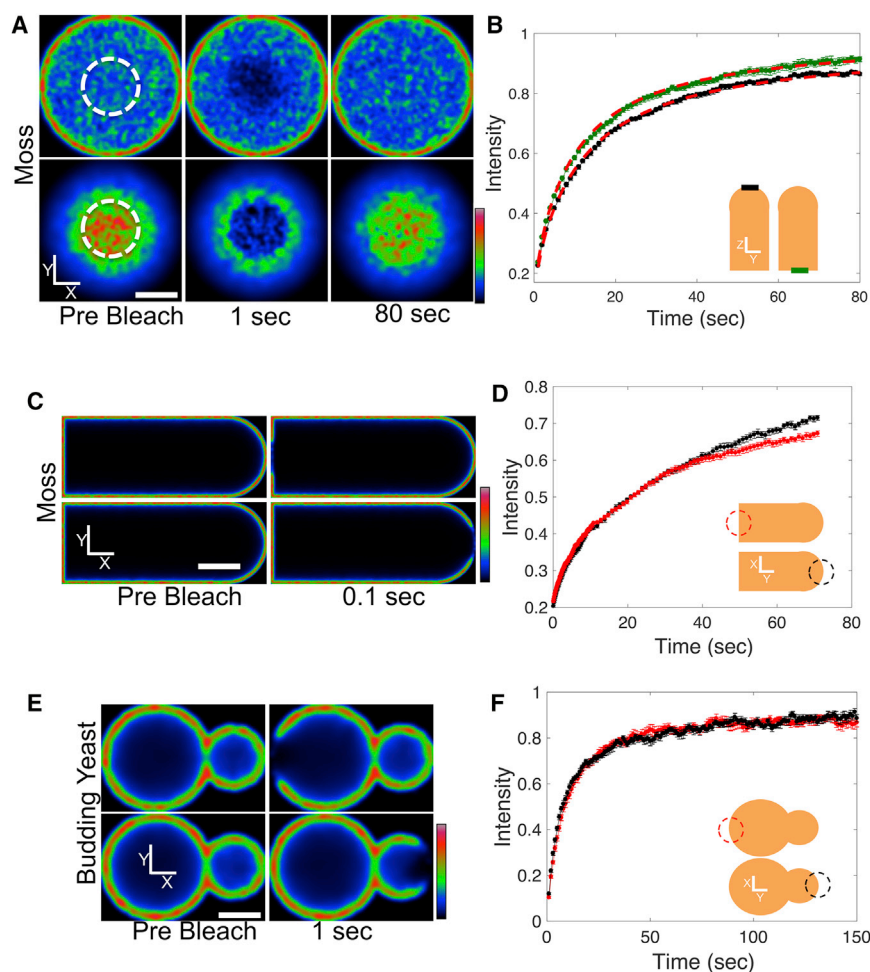 A
Moss
Y
X
Pre Bleach
1 sec
80 sec
B
Intensity
1
0.8
0.6
0.4
0.2
Z
Y
0
20
40
60
80
Time (sec)
C
Moss
Y
X
Pre Bleach
0.1 sec
D
Intensity
0.8
0.7
0.6
0.5
0.4
0.3
0.2
X
Y
0
20
40
60
80
Time (sec)
E
Budding Yeast
Y
X
Pre Bleach
1 sec
F
Intensity
1
0.8
0.6
0.4
0.2
0
X
Y
0
50
100
150
Time (sec)